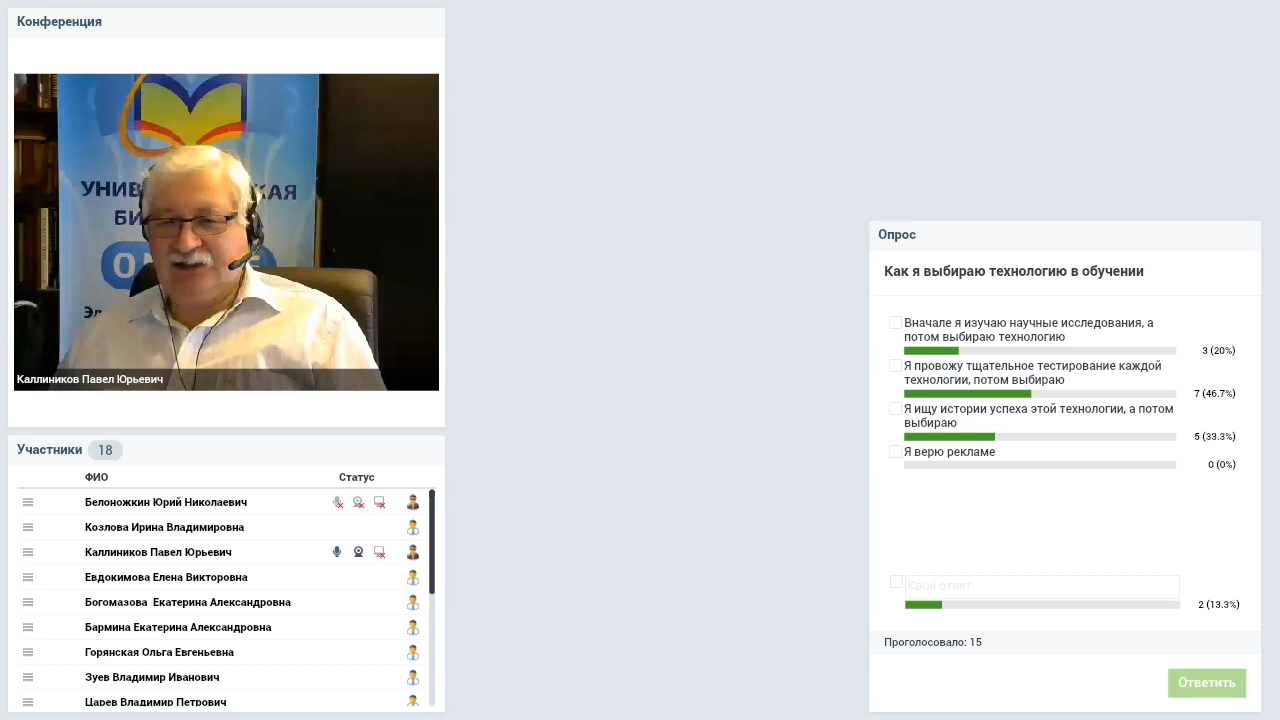 Конференция
УНИВ
КАЯ
БИ
О
Эл
Каллиников Павел Юрьевич
Участники 18
ФИО Статус
Белоножкин Юрий Николаевич
Козлова Ирина Владимировна
Каллиников Павел Юрьевич
Евдокимова Елена Викторовна
Богомазова Екатерина Александровна
Бармина Екатерина Александровна
Горянская Ольга Евгеньевна
Зуев Владимир Иванович
Царев Владимир Петрович
Опрос
Как я выбираю технологию в обучении
Вначале я изучаю научные исследования, а
потом выбираю технологию
3 (20%)
Я провожу тщательное тестирование каждой
технологии, потом выбираю
7 (46.7%)
Я ищу истории успеха этой технологии, а потом
выбираю
5 (33.3%)
Я верю рекламе
0 (0%)
Свой ответ
2 (13.3%)
Проголосовало: 15
Ответить